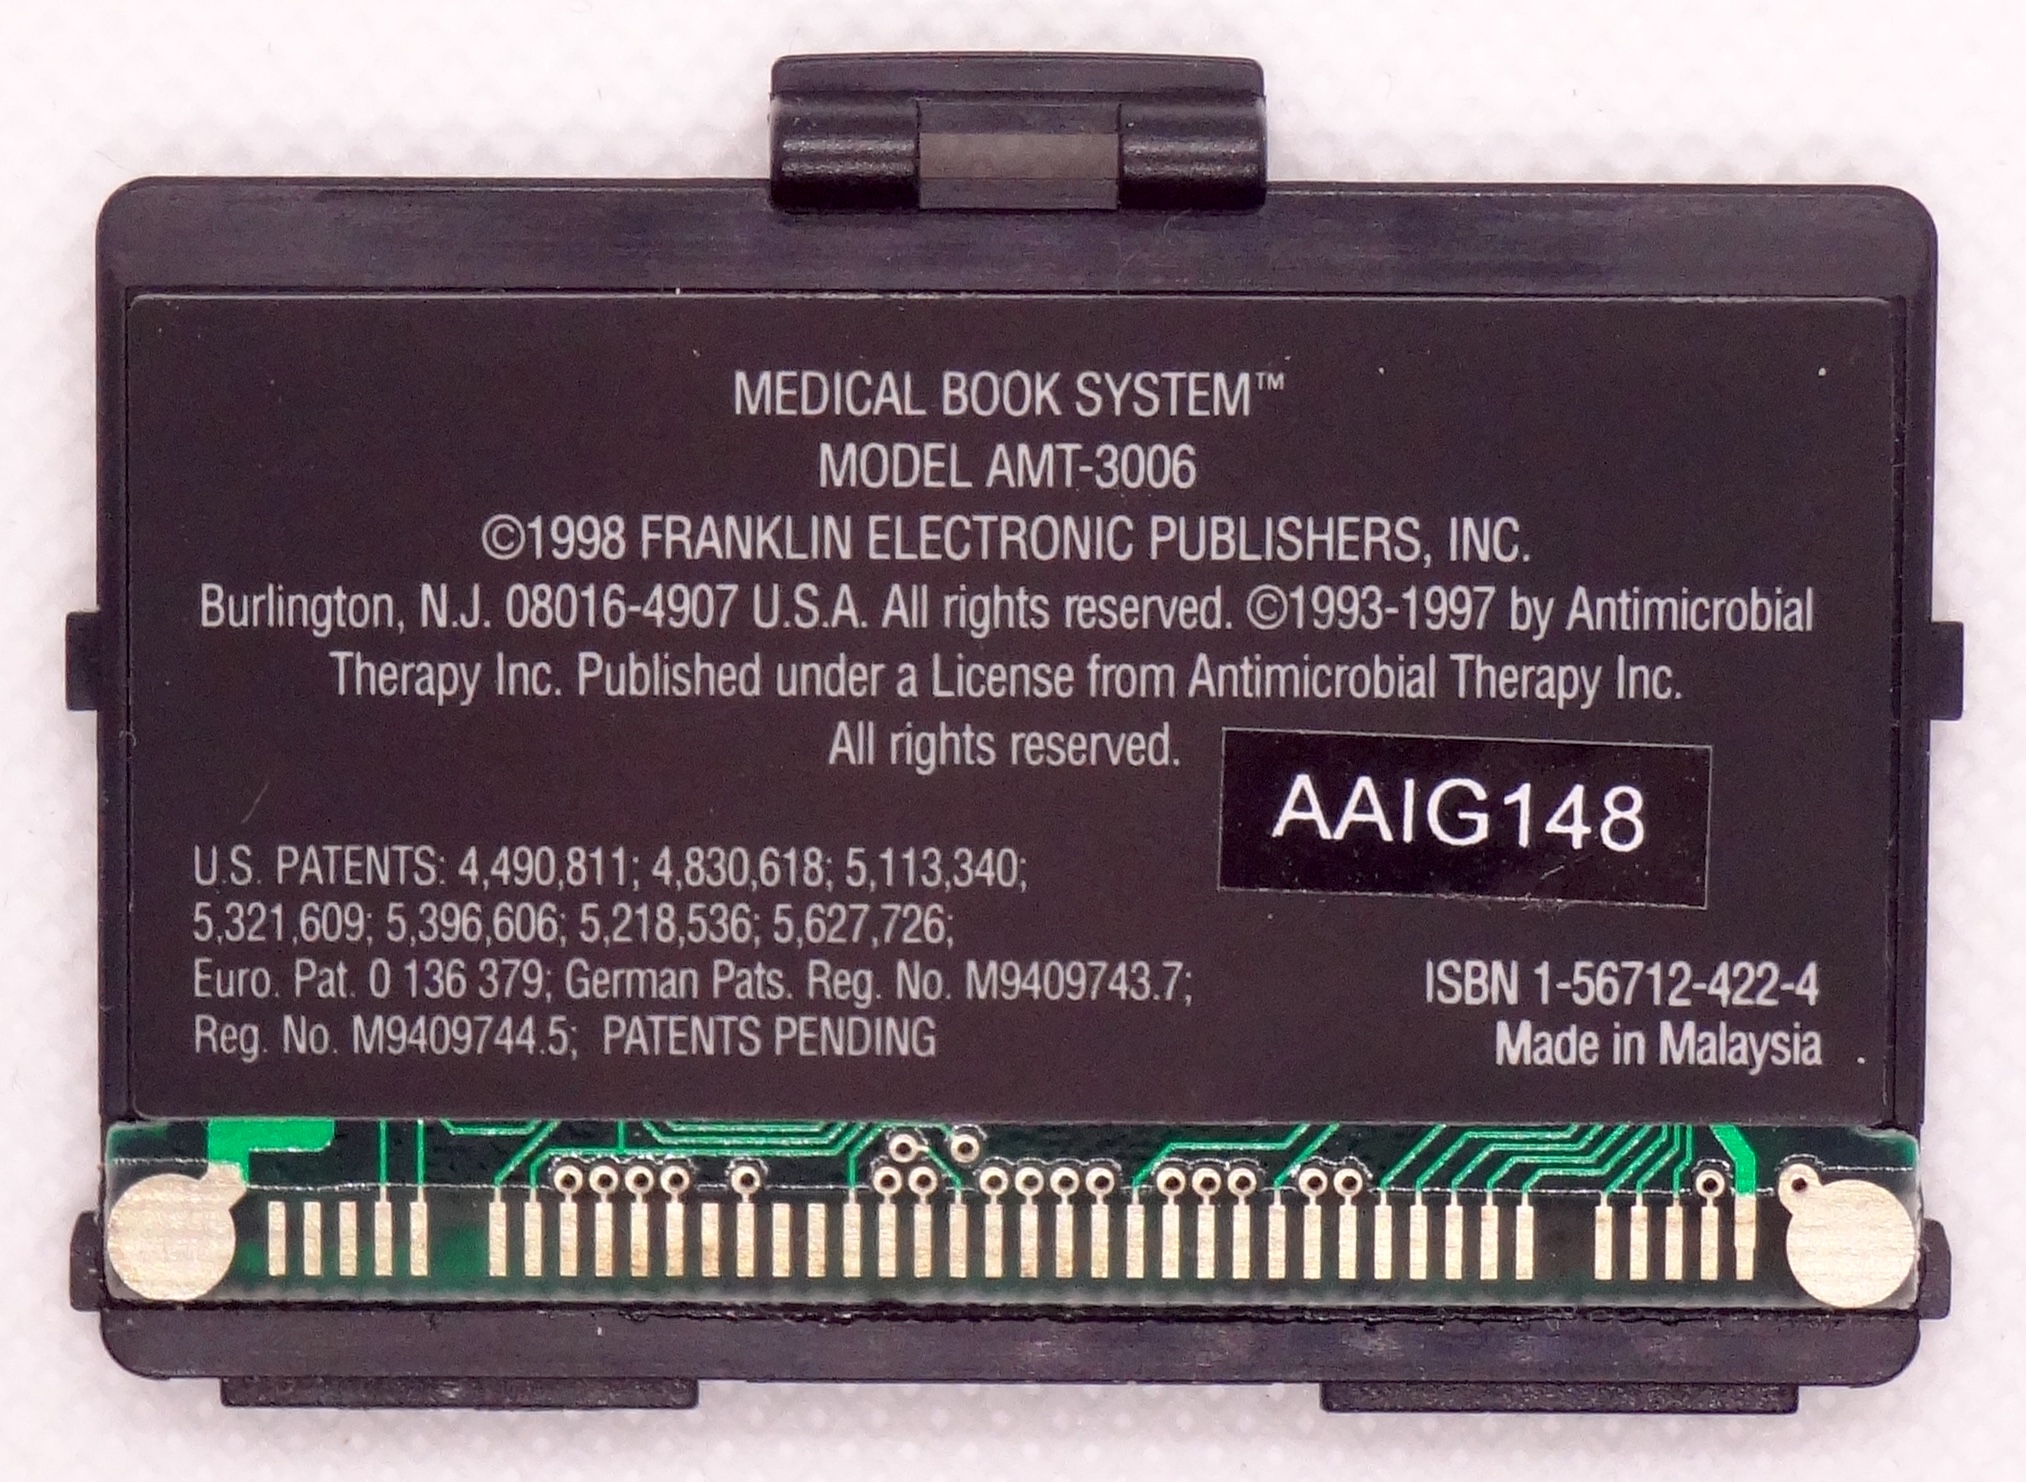 MEDICAL BOOK SYSTEM™
MODEL AMT-3006
©1998 FRANKLIN ELECTRONIC PUBLISHERS, INC.
Burlington, N.J. 08016-4907 U.S.A. All rights reserved. ©1993-1997 by Antimicrobial
Therapy Inc. Published under a License from Antimicrobial Therapy Inc.
All rights reserved.
AAIG148
U.S. PATENTS: 4,490,811; 4,830,618; 5,113,340;
5,321,609; 5,396,606; 5,218,536; 5,627,726;
Euro. Pat. 0 136 379; German Pats. Reg. No. M9409743.7;
Reg. No. M9409744.5; PATENTS PENDING
ISBN 1-56712-422-4
Made in Malaysia